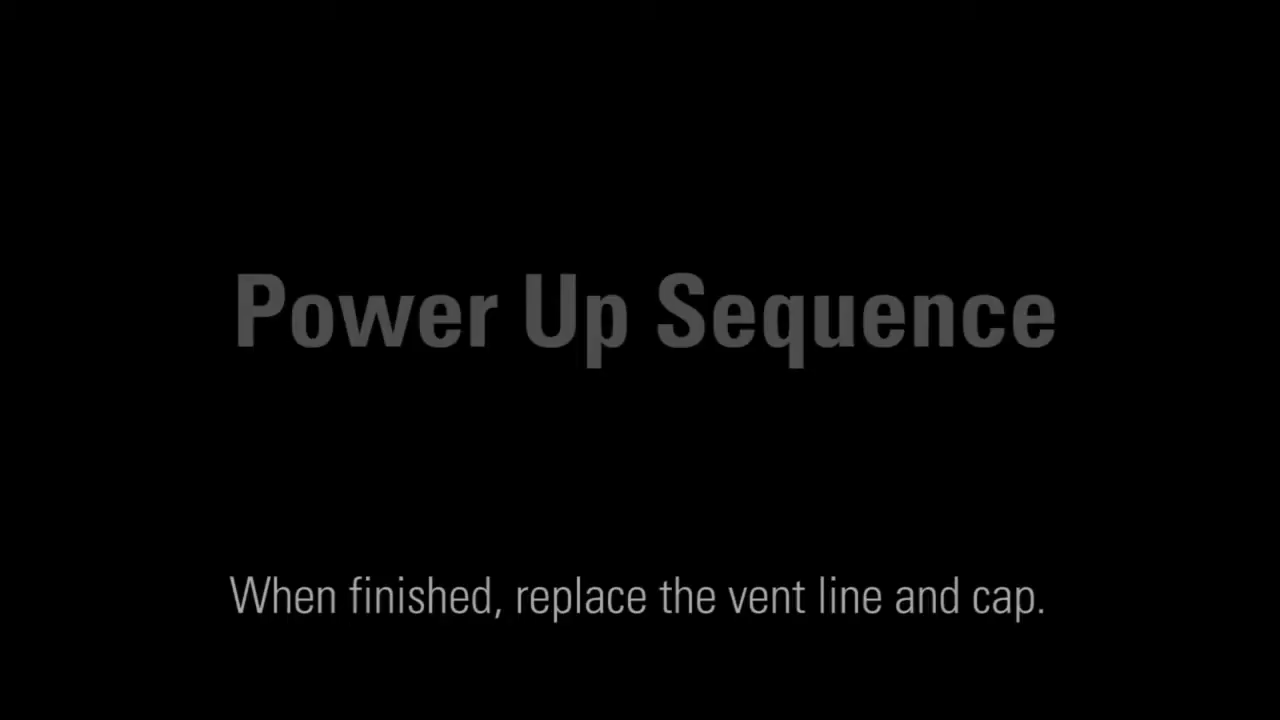 Power Up Sequence
When finished, replace the vent line and cap.